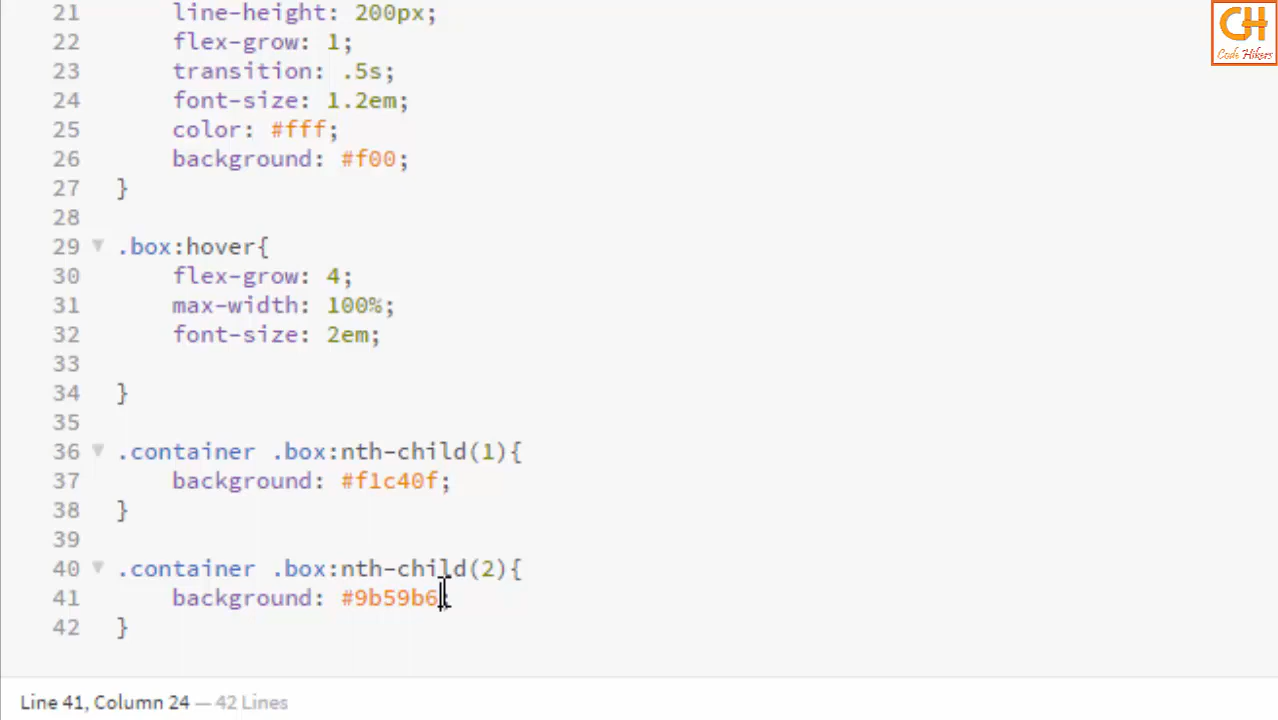 CH
Code Hikers
21 line-height: 200px;
22 flex-grow: 1;
23 transition: .5s;
24 font-size: 1.2em;
25 color: #fff;
26 background: #f00;
27 }
28
29 .box:hover{
30 flex-grow: 4;
31 max-width: 100%;
32 font-size: 2em;
33
34 }
35
36 .container .box:nth-child(1){
37 background: #f1c40f;
38 }
39
40 .container .box:nth-child(2){
41 background: #9b59b6;
42 }
Line 41, Column 24 — 42 Lines